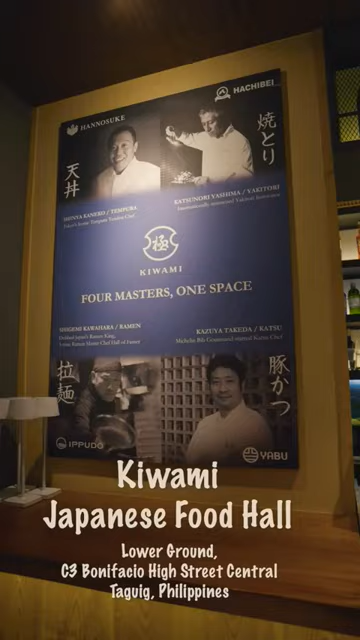 HANNOSUKE
HACHIBEI
天丼
焼とり
SHINYA KANEKO / TEMPURA
KATSUNORI YASHIMA / YAKITORI
KIWAMI
極
FOUR MASTERS, ONE SPACE
SHIGEMI KAWAHARA / RAMEN
KAZUYA TAKEDA / KATSU
拉麺
豚かつ
IPPUDO
YABU
Kiwami
Japanese Food Hall
Lower Ground,
C3 Bonifacio High Street Central
Taguig, Philippines